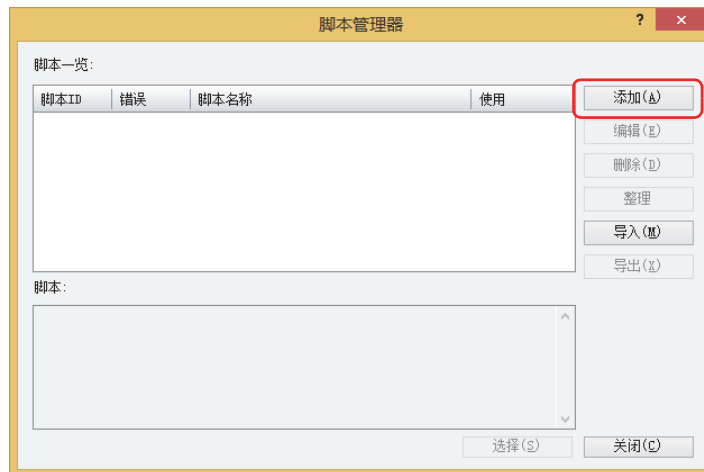 脚本管理器
? ×
脚本一览:
脚本ID 错误 脚本名称 使用
添加(A)
编辑(E)
删除(D)
整理
导入(M)
导出(X)
脚本:
选择(S) 关闭(C)